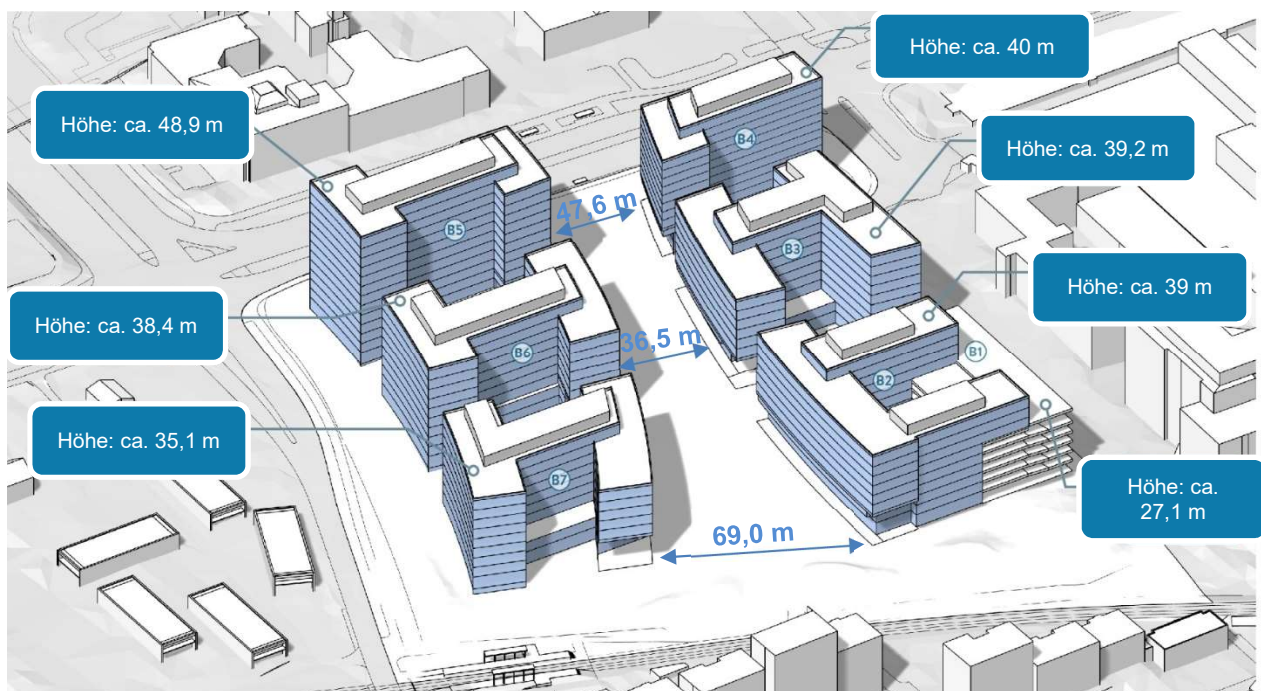 Höhe: ca. 40 m
Höhe: ca. 48,9 m
B4
Höhe: ca. 39,2 m
47,6 m
B5
B3
Höhe: ca. 39 m
Höhe: ca. 38,4 m
36,5 m
B6
B1
B2
Höhe: ca. 35,1 m
B7
Höhe: ca.
27,1 m
69,0 m